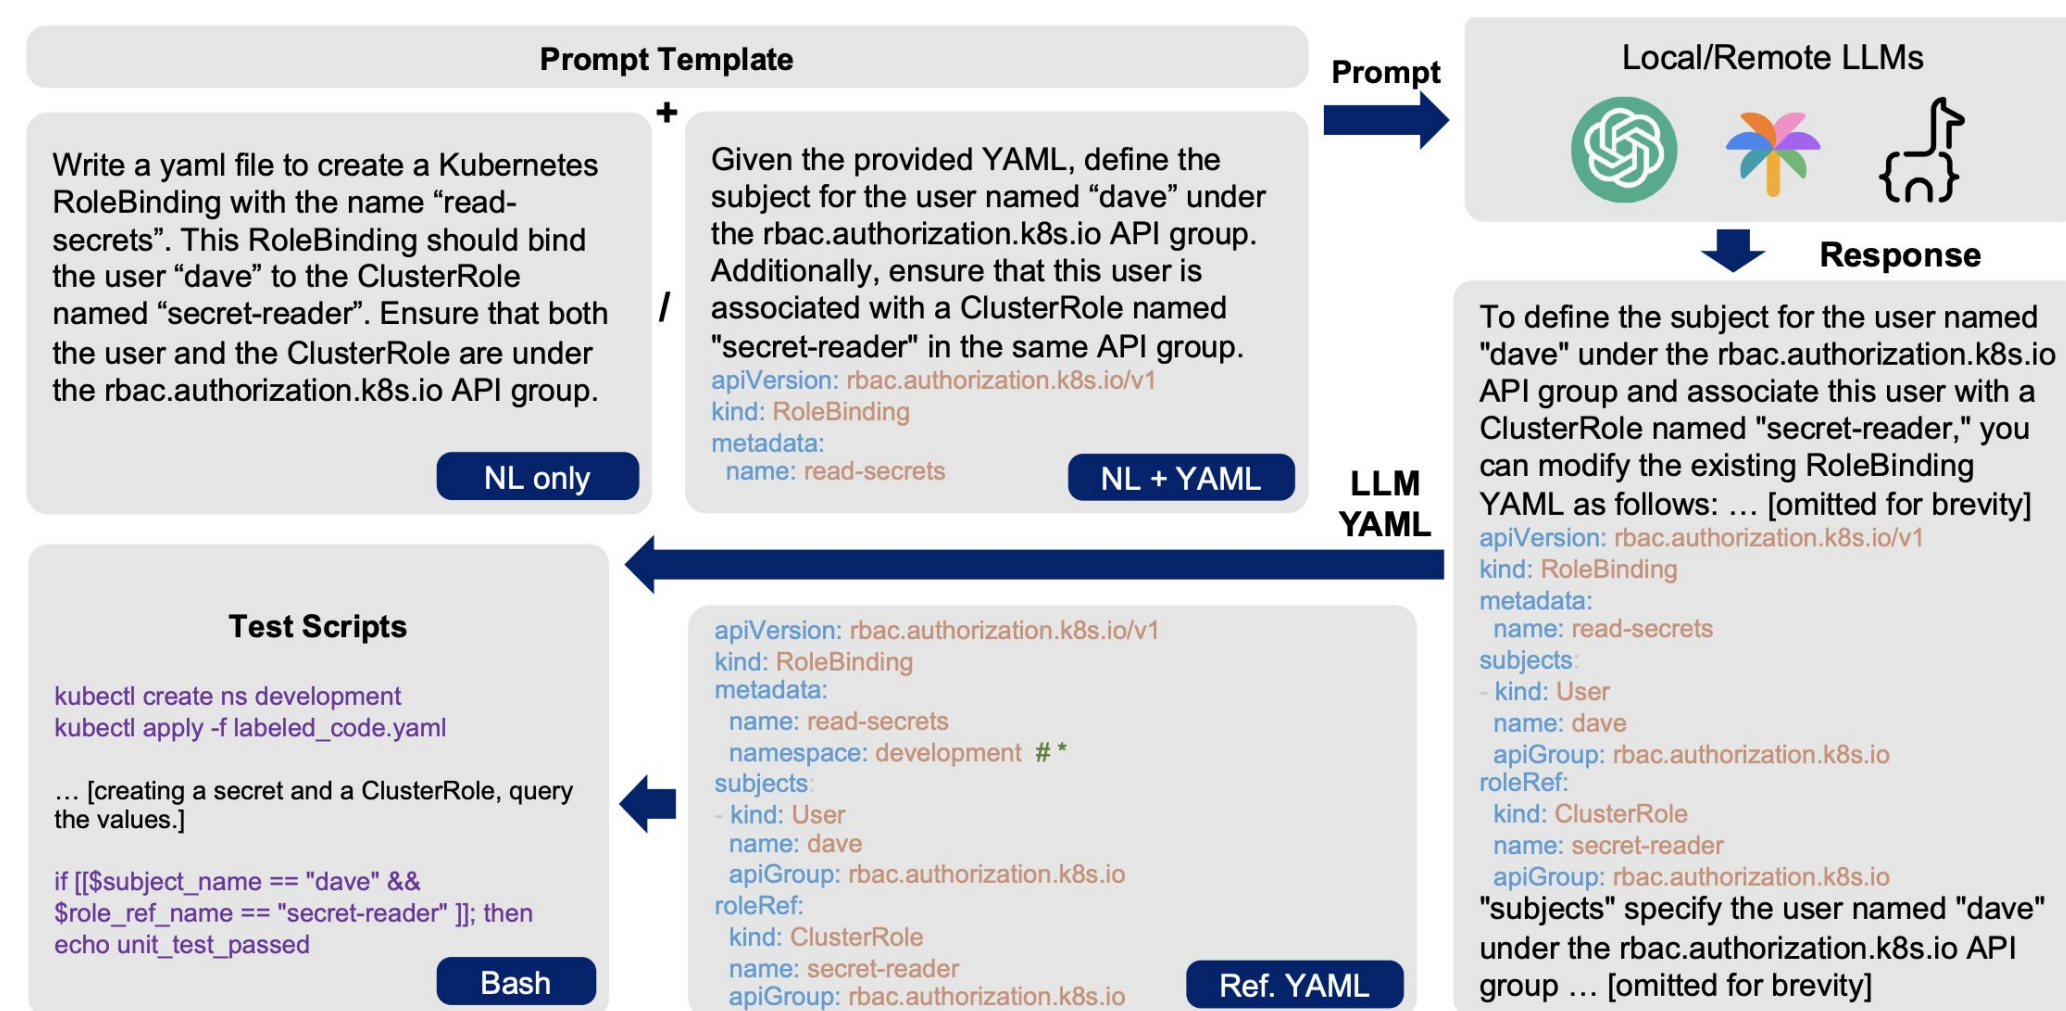 Prompt Template
+
Write a yaml file to create a Kubernetes
RoleBinding with the name “read-
secrets”. This RoleBinding should bind
the user “dave” to the ClusterRole
named “secret-reader”. Ensure that both
the user and the ClusterRole are under
the rbac.authorization.k8s.io API group.
NL only
/
Given the provided YAML, define the
subject for the user named “dave” under
the rbac.authorization.k8s.io API group.
Additionally, ensure that this user is
associated with a ClusterRole named
"secret-reader" in the same API group.
apiVersion: rbac.authorization.k8s.io/v1
kind: RoleBinding
metadata:
  name: read-secrets
NL + YAML
Prompt
Local/Remote LLMs
Response
To define the subject for the user named
"dave" under the rbac.authorization.k8s.io
API group and associate this user with a
ClusterRole named "secret-reader," you
can modify the existing RoleBinding
YAML as follows: … [omitted for brevity]
apiVersion: rbac.authorization.k8s.io/v1
kind: RoleBinding
metadata:
  name: read-secrets
subjects:
- kind: User
  name: dave
  apiGroup: rbac.authorization.k8s.io
roleRef:
  kind: ClusterRole
  name: secret-reader
  apiGroup: rbac.authorization.k8s.io
"subjects" specify the user named "dave"
under the rbac.authorization.k8s.io API
group … [omitted for brevity]
LLM
YAML
apiVersion: rbac.authorization.k8s.io/v1
kind: RoleBinding
metadata:
  name: read-secrets
  namespace: development # *
subjects:
- kind: User
  name: dave
  apiGroup: rbac.authorization.k8s.io
roleRef:
  kind: ClusterRole
  name: secret-reader
  apiGroup: rbac.authorization.k8s.io
Ref. YAML
Test Scripts
kubectl create ns development
kubectl apply -f labeled_code.yaml
… [creating a secret and a ClusterRole, query
the values.]
if [[$subject_name == "dave" &&
$role_ref_name == "secret-reader" ]]; then
echo unit_test_passed
Bash